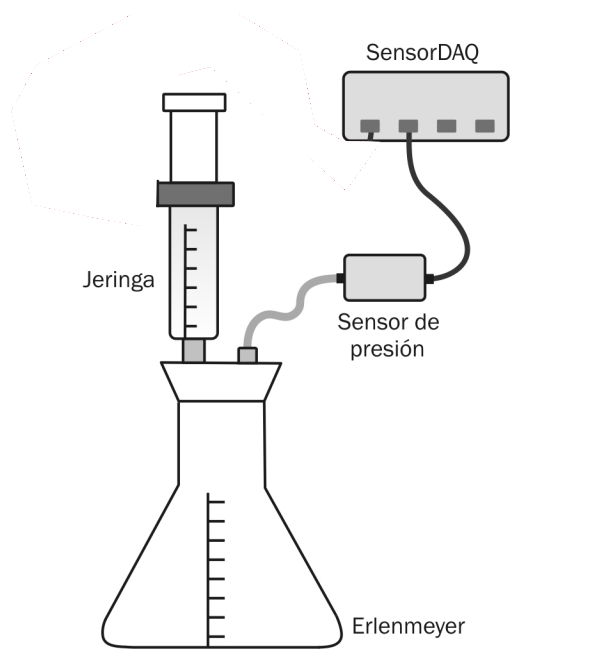 SensorDAQ
Jeringa
Sensor de
presión
Erlenmeyer